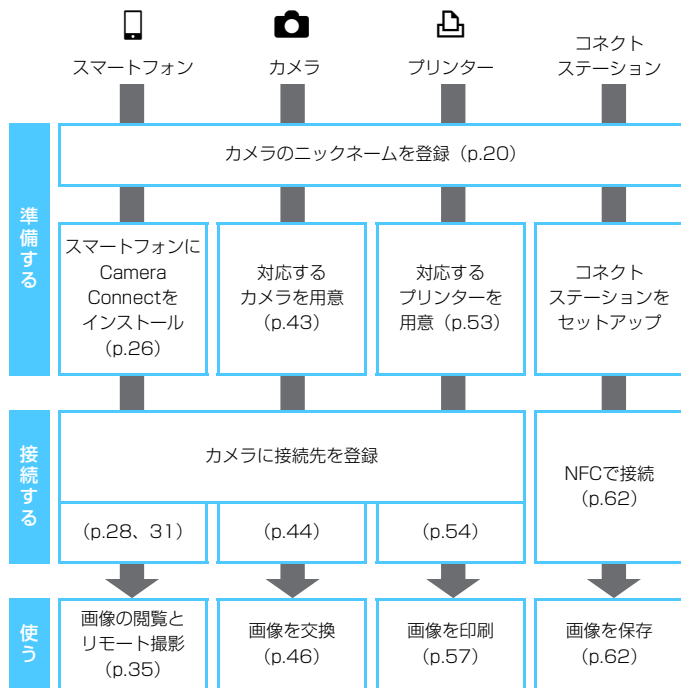 スマートフォン
カメラ
プリンター
コネクト
ステーション
準備する
カメラのニックネームを登録（p.20）
スマートフォンに
Camera
Connectを
インストール
（p.26）
対応する
カメラを用意
（p.43）
対応する
プリンターを
用意（p.53）
コネクト
ステーションを
セットアップ
接続する
カメラに接続先を登録
（p.28、31）
（p.44）
（p.54）
NFCで接続
（p.62）
使う
画像の閲覧と
リモート撮影
（p.35）
画像を交換
（p.46）
画像を印刷
（p.57）
画像を保存
（p.62）